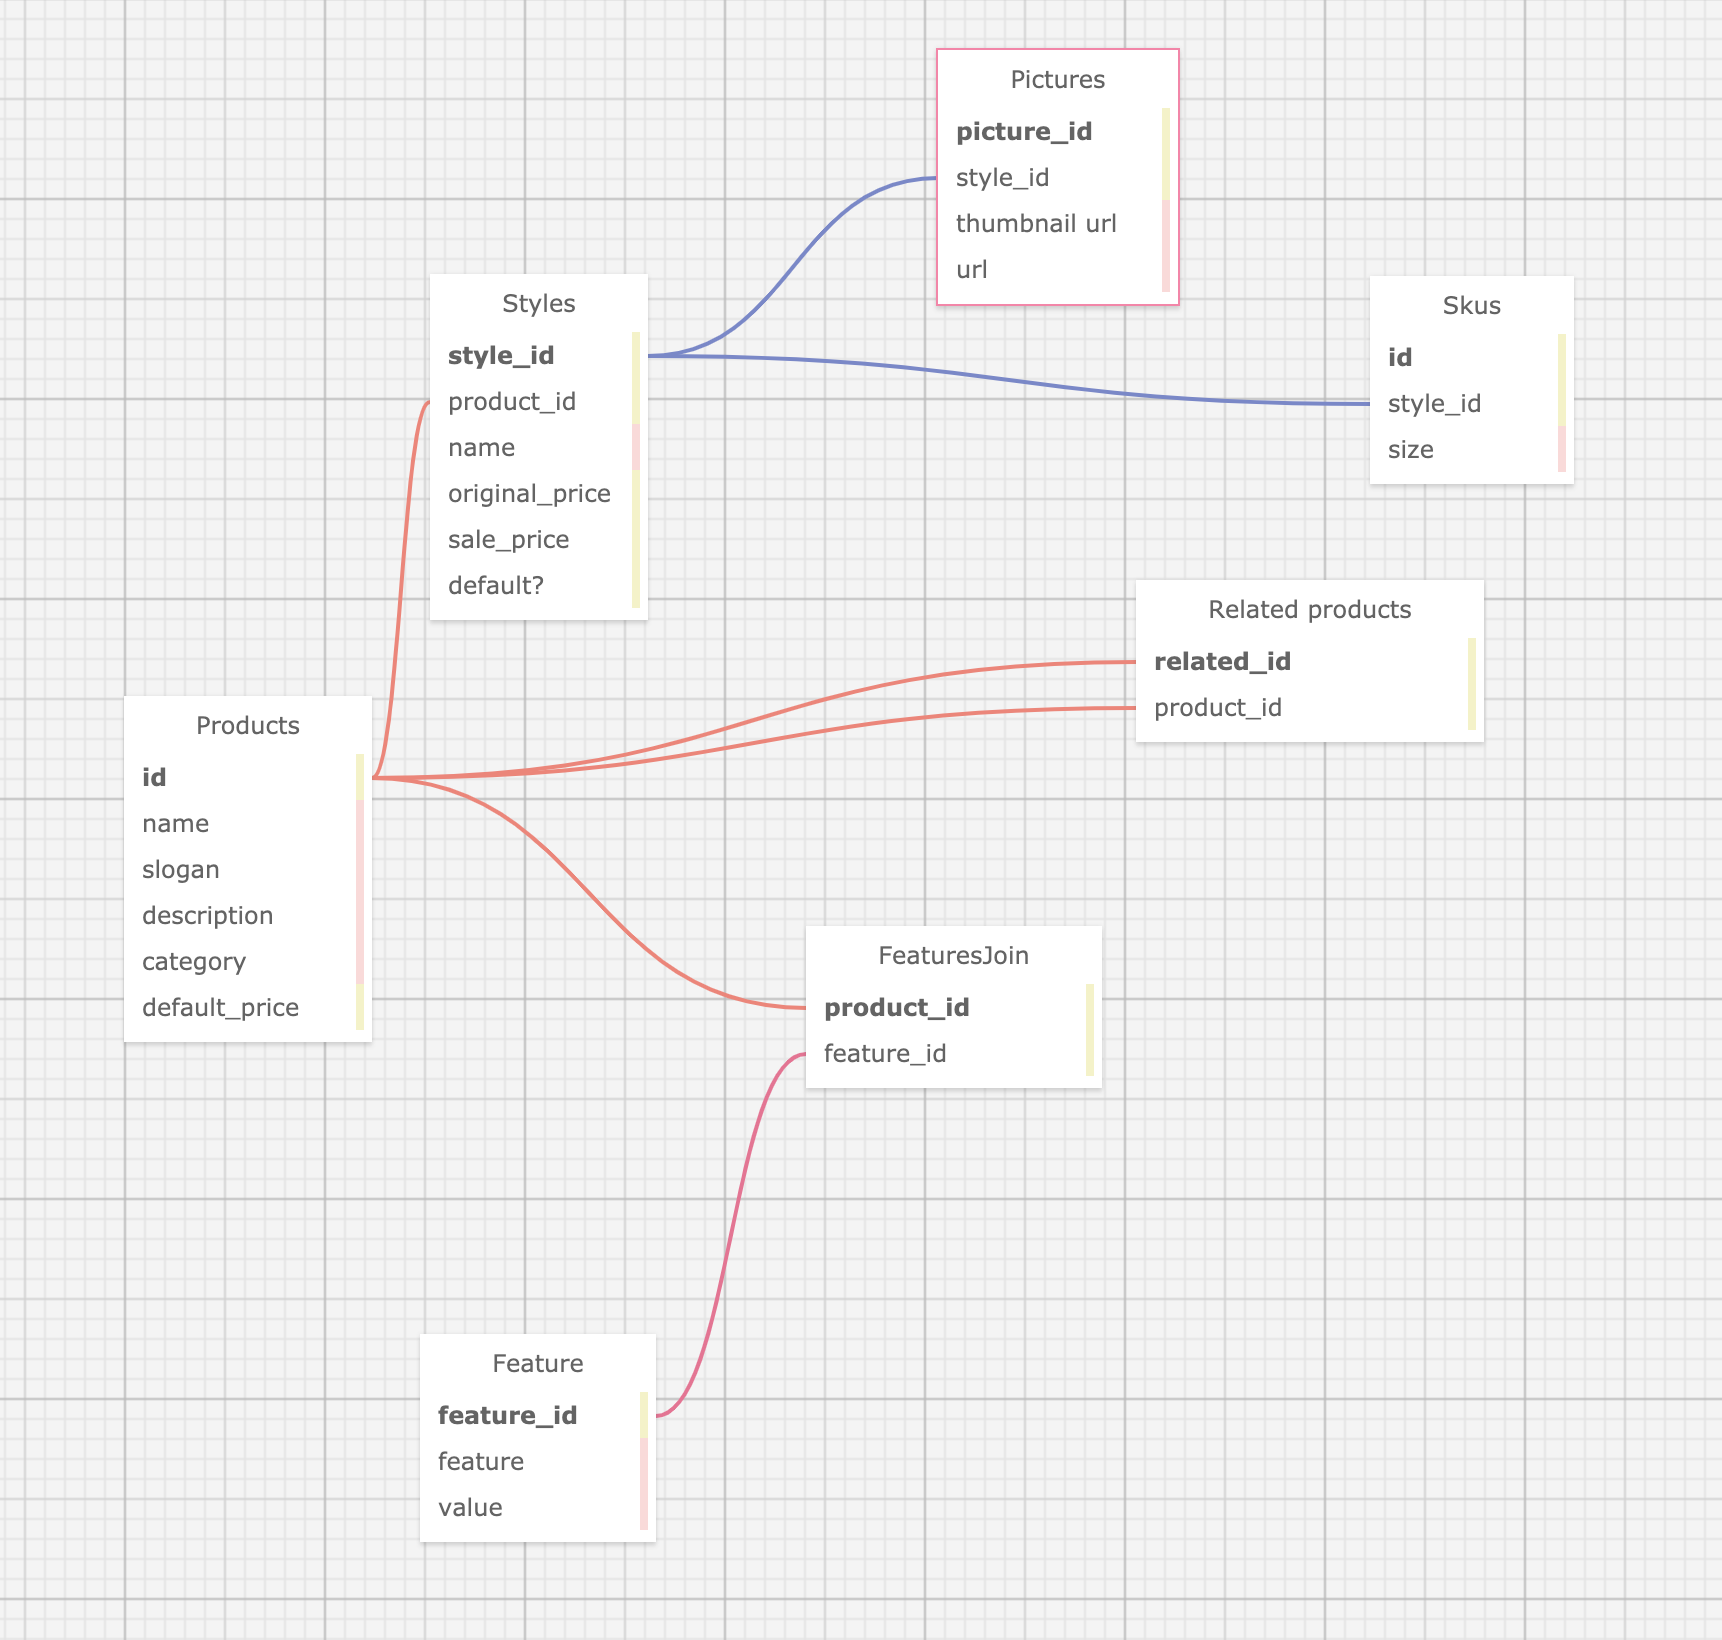 Pictures
picture_id
style_id
thumbnail url
url
Styles
style_id
product_id
name
original_price
sale_price
default?
Skus
id
style_id
size
Related products
related_id
product_id
Products
id
name
slogan
description
category
default_price
FeaturesJoin
product_id
feature_id
Feature
feature_id
feature
value